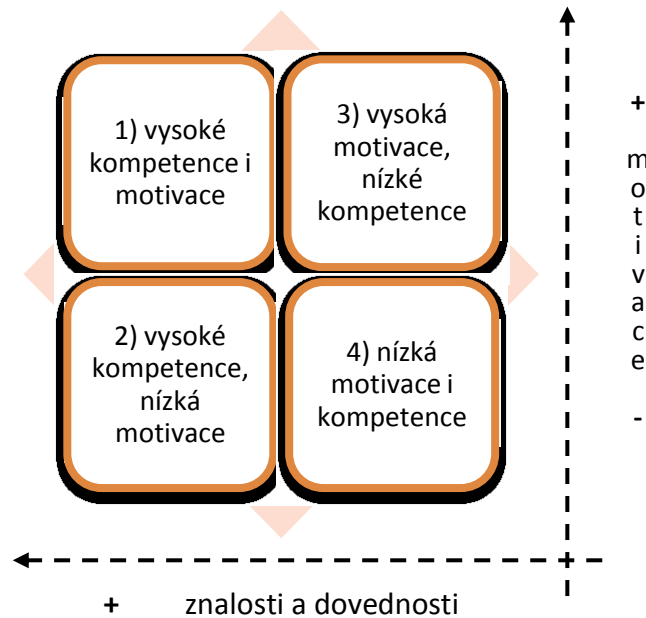 1) vysoké
kompetence i
motivace
3) vysoká
motivace,
nízké
kompetence
2) vysoké
kompetence,
nízká
motivace
4) nízká
motivace i
kompetence
+
m
o
t
i
v
a
c
e
-
+ znalosti a dovednosti